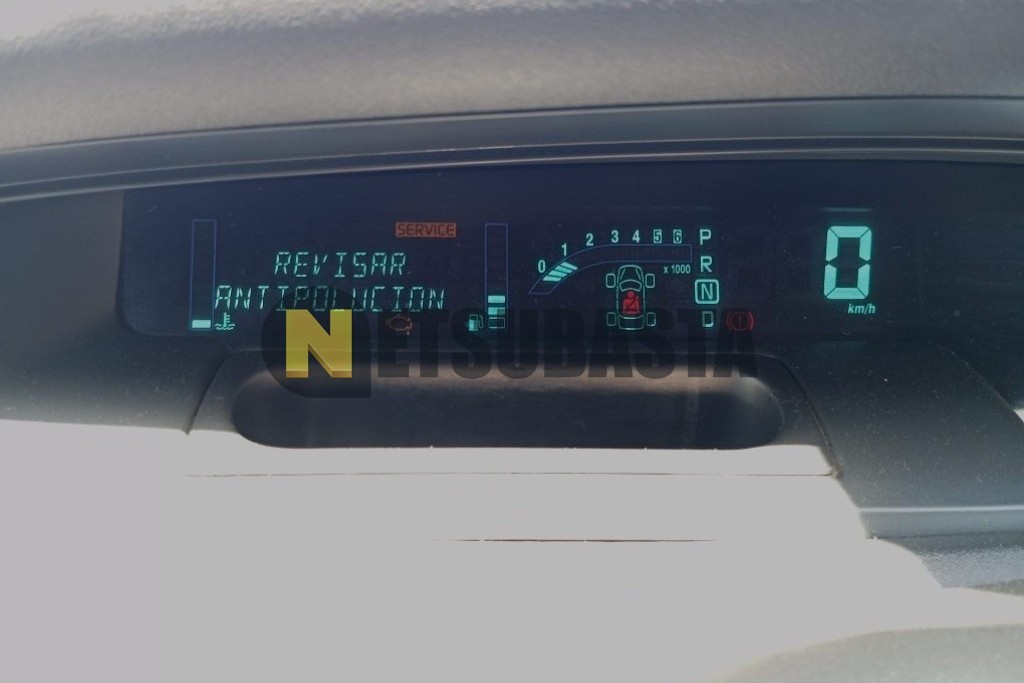 SERVICE
REVISAR
ANTIPOLUCION
0 1 2 3 4 5 6
x 1000
P
R
N
D
0
km/h
NETSUBASTA